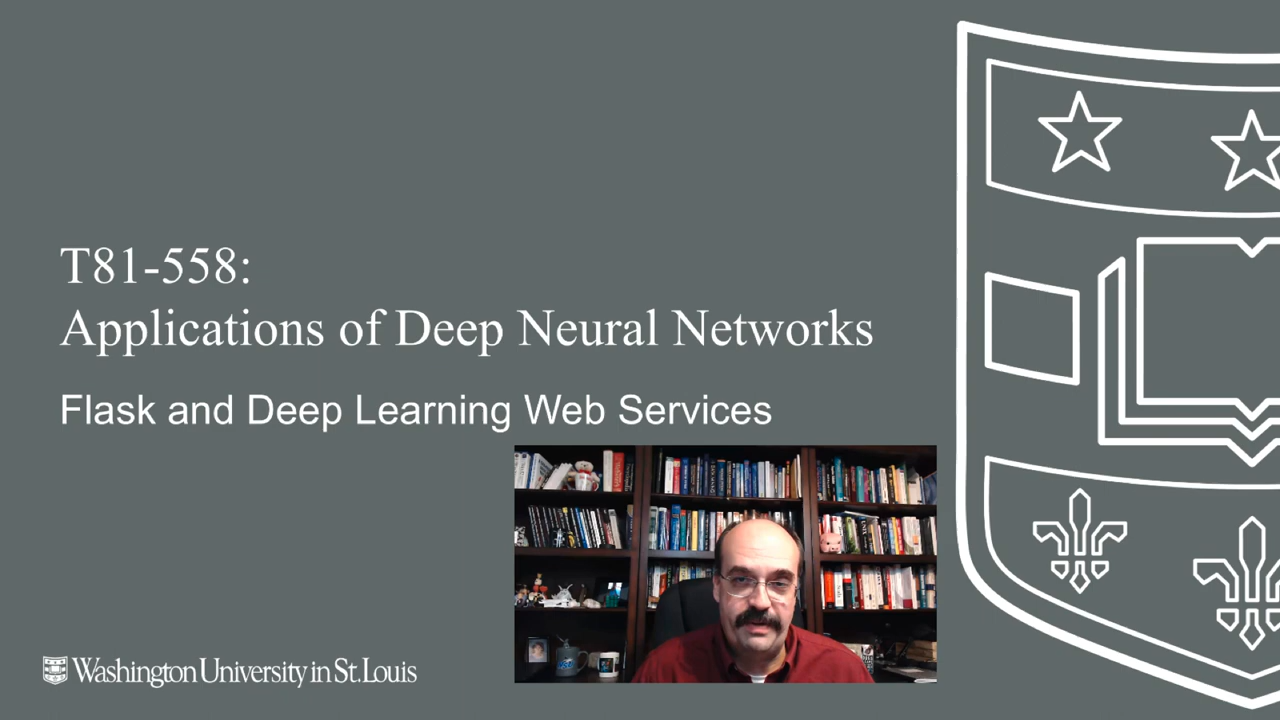 T81-558:
Applications of Deep Neural Networks
Flask and Deep Learning Web Services
Washington University in St. Louis